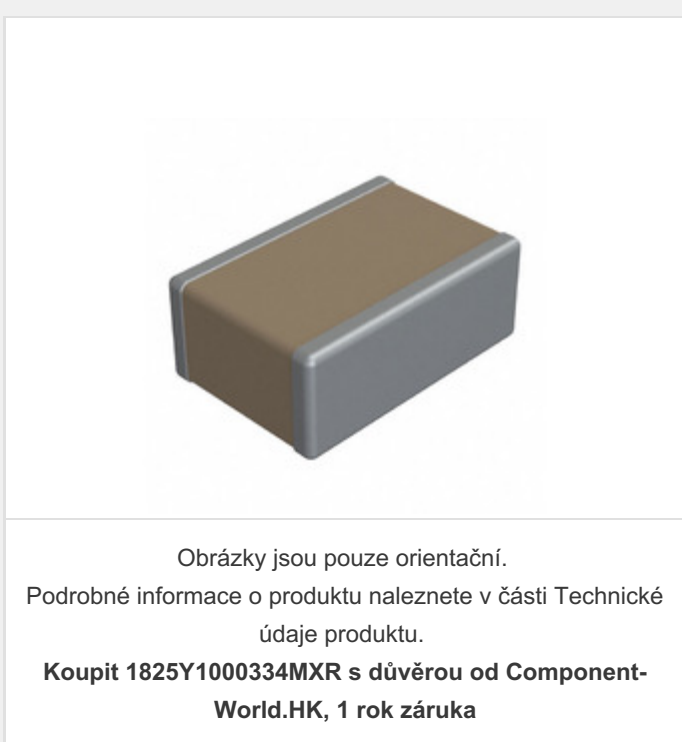 Obrázky jsou pouze orientační.
Podrobné informace o produktu naleznete v části Technické
údaje produktu.
Koupit 1825Y1000334MXR s důvěrou od Component-
World.HK, 1 rok záruka